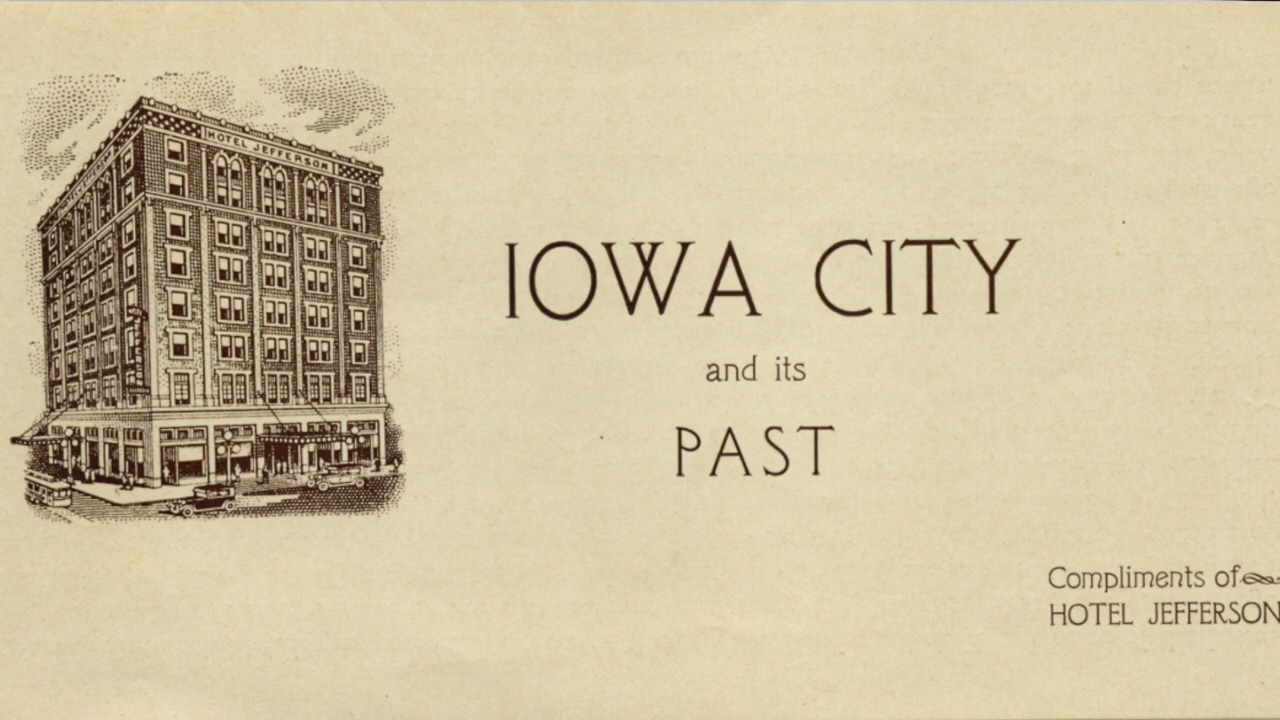 HOTEL JEFFERSON
IOWA CITY
and its
PAST
Compliments of
HOTEL JEFFERSON